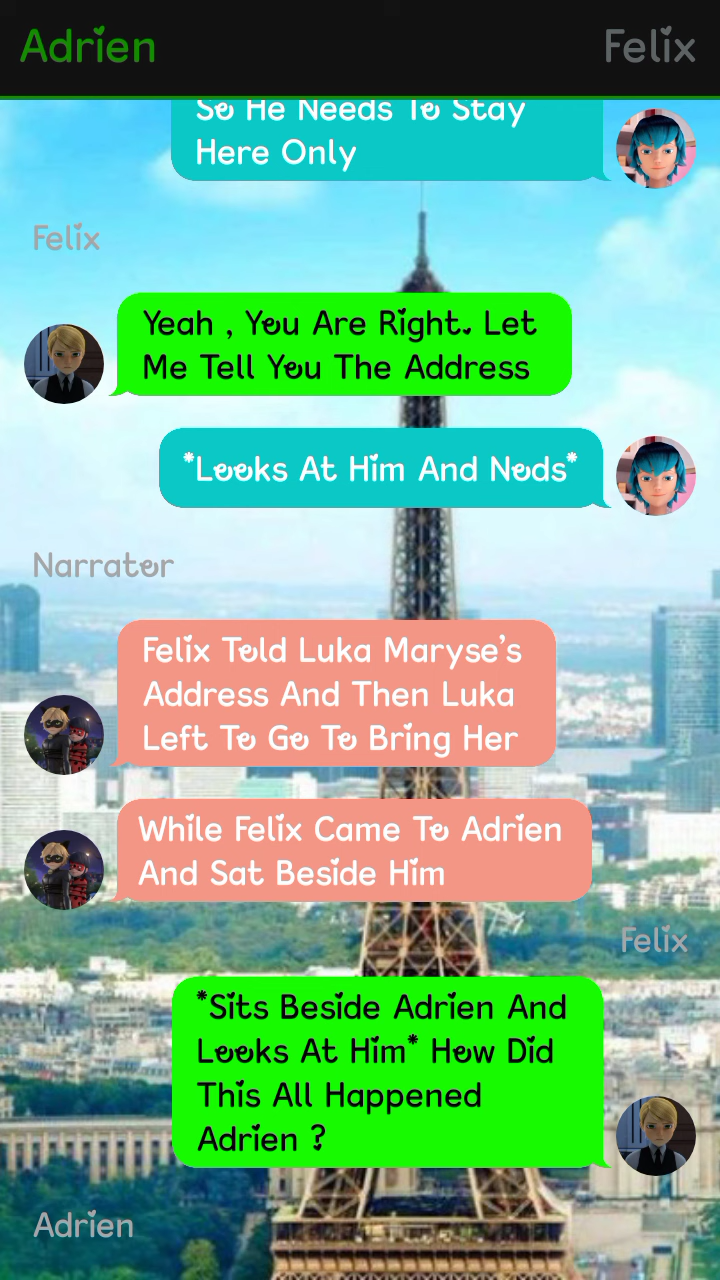 Adrien
Felix
So He Needs To Stay
Here Only
Felix
Yeah , You Are Right. Let
Me Tell You The Address
*Looks At Him And Nods*
Narrator
Felix Told Luka Maryse's
Address And Then Luka
Left To Go To Bring Her
While Felix Came To Adrien
And Sat Beside Him
Felix
*Sits Beside Adrien And
Looks At Him* How Did
This All Happened
Adrien ?
Adrien